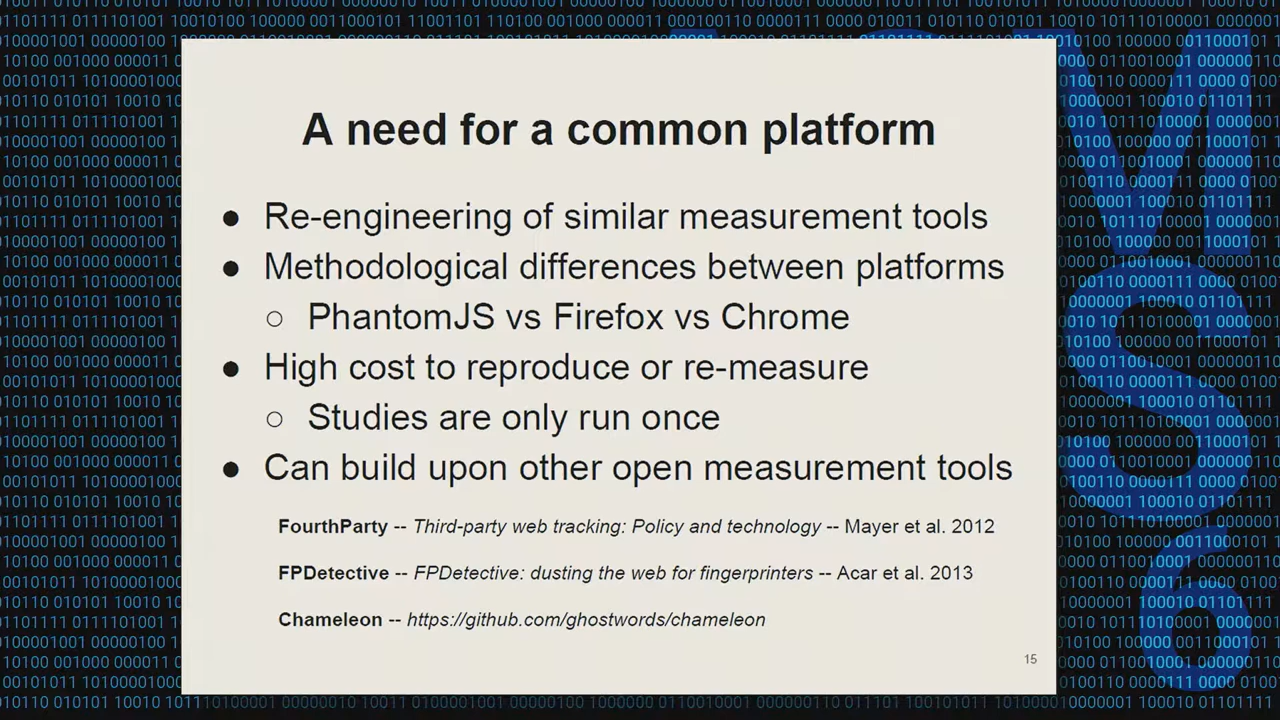 A need for a common platform
● Re-engineering of similar measurement tools
● Methodological differences between platforms
○ PhantomJS vs Firefox vs Chrome
● High cost to reproduce or re-measure
○ Studies are only run once
● Can build upon other open measurement tools
FourthParty -- Third-party web tracking: Policy and technology -- Mayer et al. 2012
FPDetective -- FPDetective: dusting the web for fingerprinters -- Acar et al. 2013
Chameleon -- https://github.com/ghostwords/chameleon
15